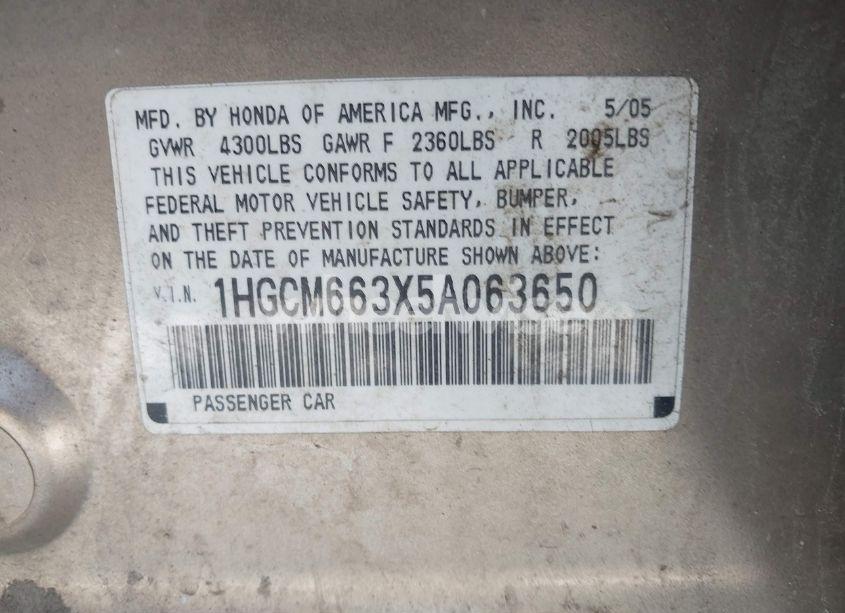 MFD. BY HONDA OF AMERICA MFG., INC. 5/05
GVWR 4300LBS GAWR F 2360LBS R 2005LBS
THIS VEHICLE CONFORMS TO ALL APPLICABLE
FEDERAL MOTOR VEHICLE SAFETY, BUMPER,
AND THEFT PREVENTION STANDARDS IN EFFECT
ON THE DATE OF MANUFACTURE SHOWN ABOVE:
V.I.N. 1HGCM663X5A063650
PASSENGER CAR